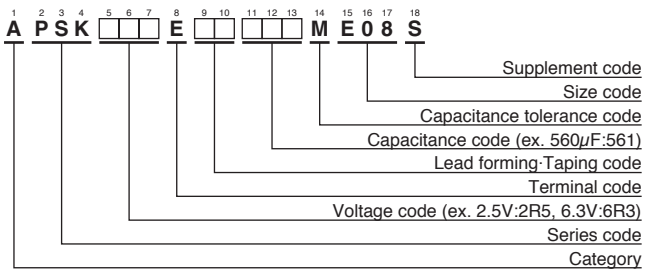 1 2 3 4 5 6 7 8 9 10 11 12 13 14 15 16 17 18
A P S K □□□ E □□ □□□ M E 0 8 S
Supplement code
Size code
Capacitance tolerance code
Capacitance code (ex. 560μF:561)
Lead forming·Taping code
Terminal code
Voltage code (ex. 2.5V:2R5, 6.3V:6R3)
Series code
Category